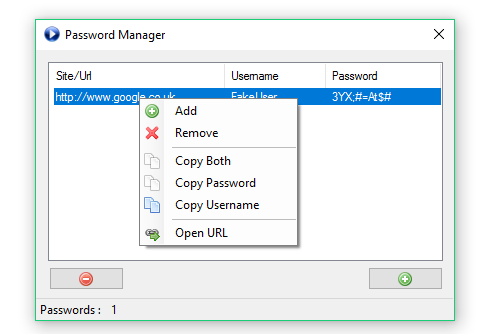 Password Manager
Site/Url Username Password
http://www.google.co.uk FakeUser 3YX;#=At$#
Add
Remove
Copy Both
Copy Password
Copy Username
Open URL
Passwords : 1